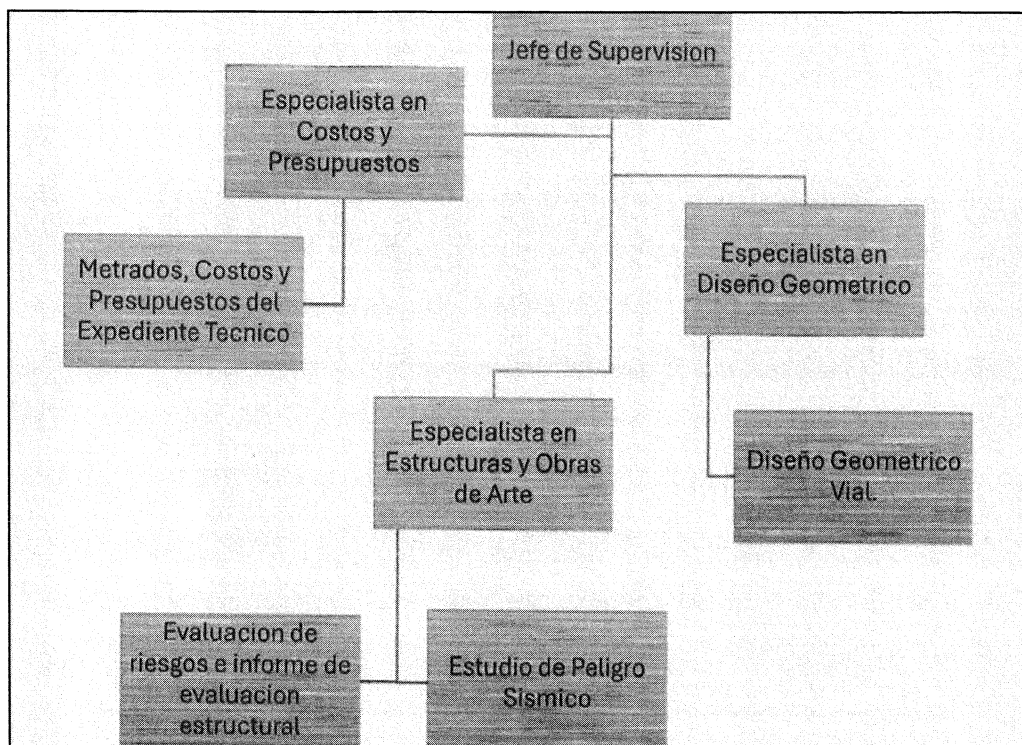 Jefe de Supervision
Especialista en
Costos y
Presupuestos
Metrados, Costos y
Presupuestos del
Expediente Tecnico
Especialista en
Diseño Geometrico
Especialista en
Estructuras y Obras
de Arte
Diseño Geometrico
Vial.
Evaluacion de
riesgos e informe de
evaluacion
estructural
Estudio de Peligro
Sismico